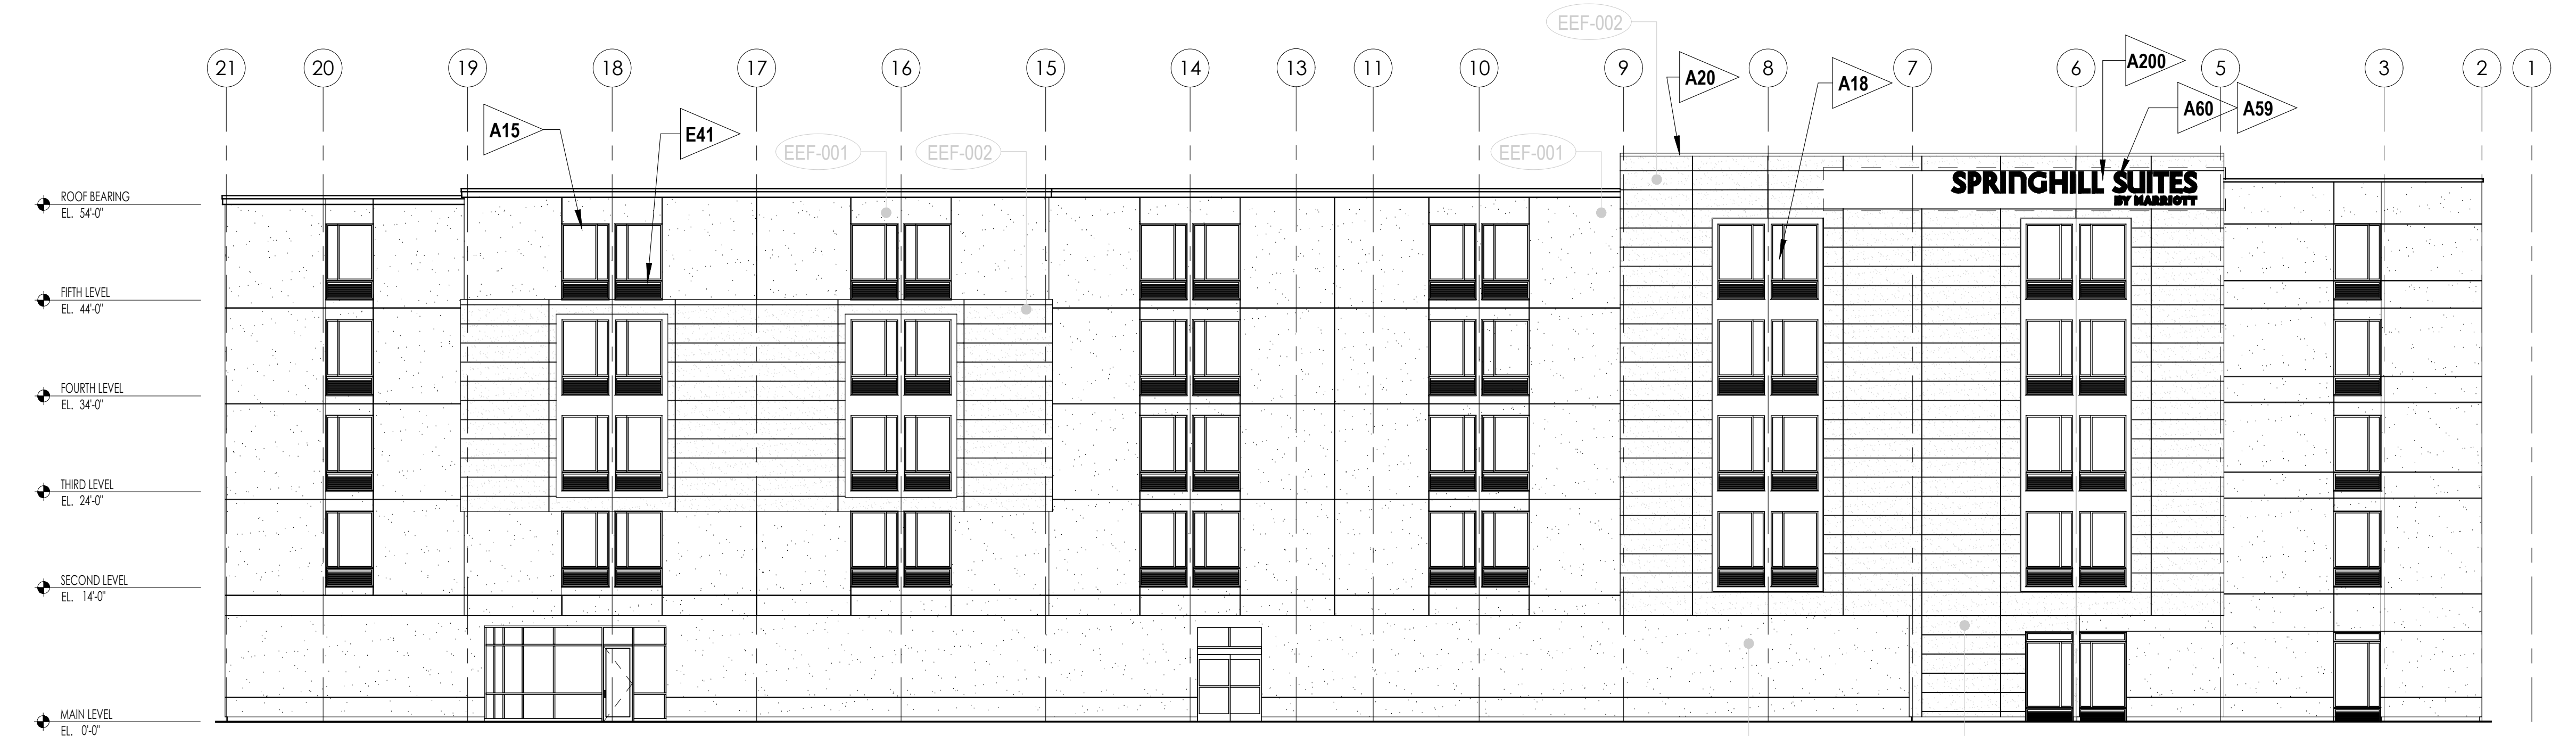 EEF-002
21 20 19 18 17 16 15 14 13 11 10 9 8 7 6 5 3 2 1
A200
A20
A18
A60 A59
A15
E41
EEF-001
EEF-002
EEF-001
SPRINGHILL SUITES
BY MARRIOTT
ROOF BEARING
EL. 54'-0"
FIFTH LEVEL
EL. 44'-0"
FOURTH LEVEL
EL. 34'-0"
THIRD LEVEL
EL. 24'-0"
SECOND LEVEL
EL. 14'-0"
MAIN LEVEL
EL. 0'-0"